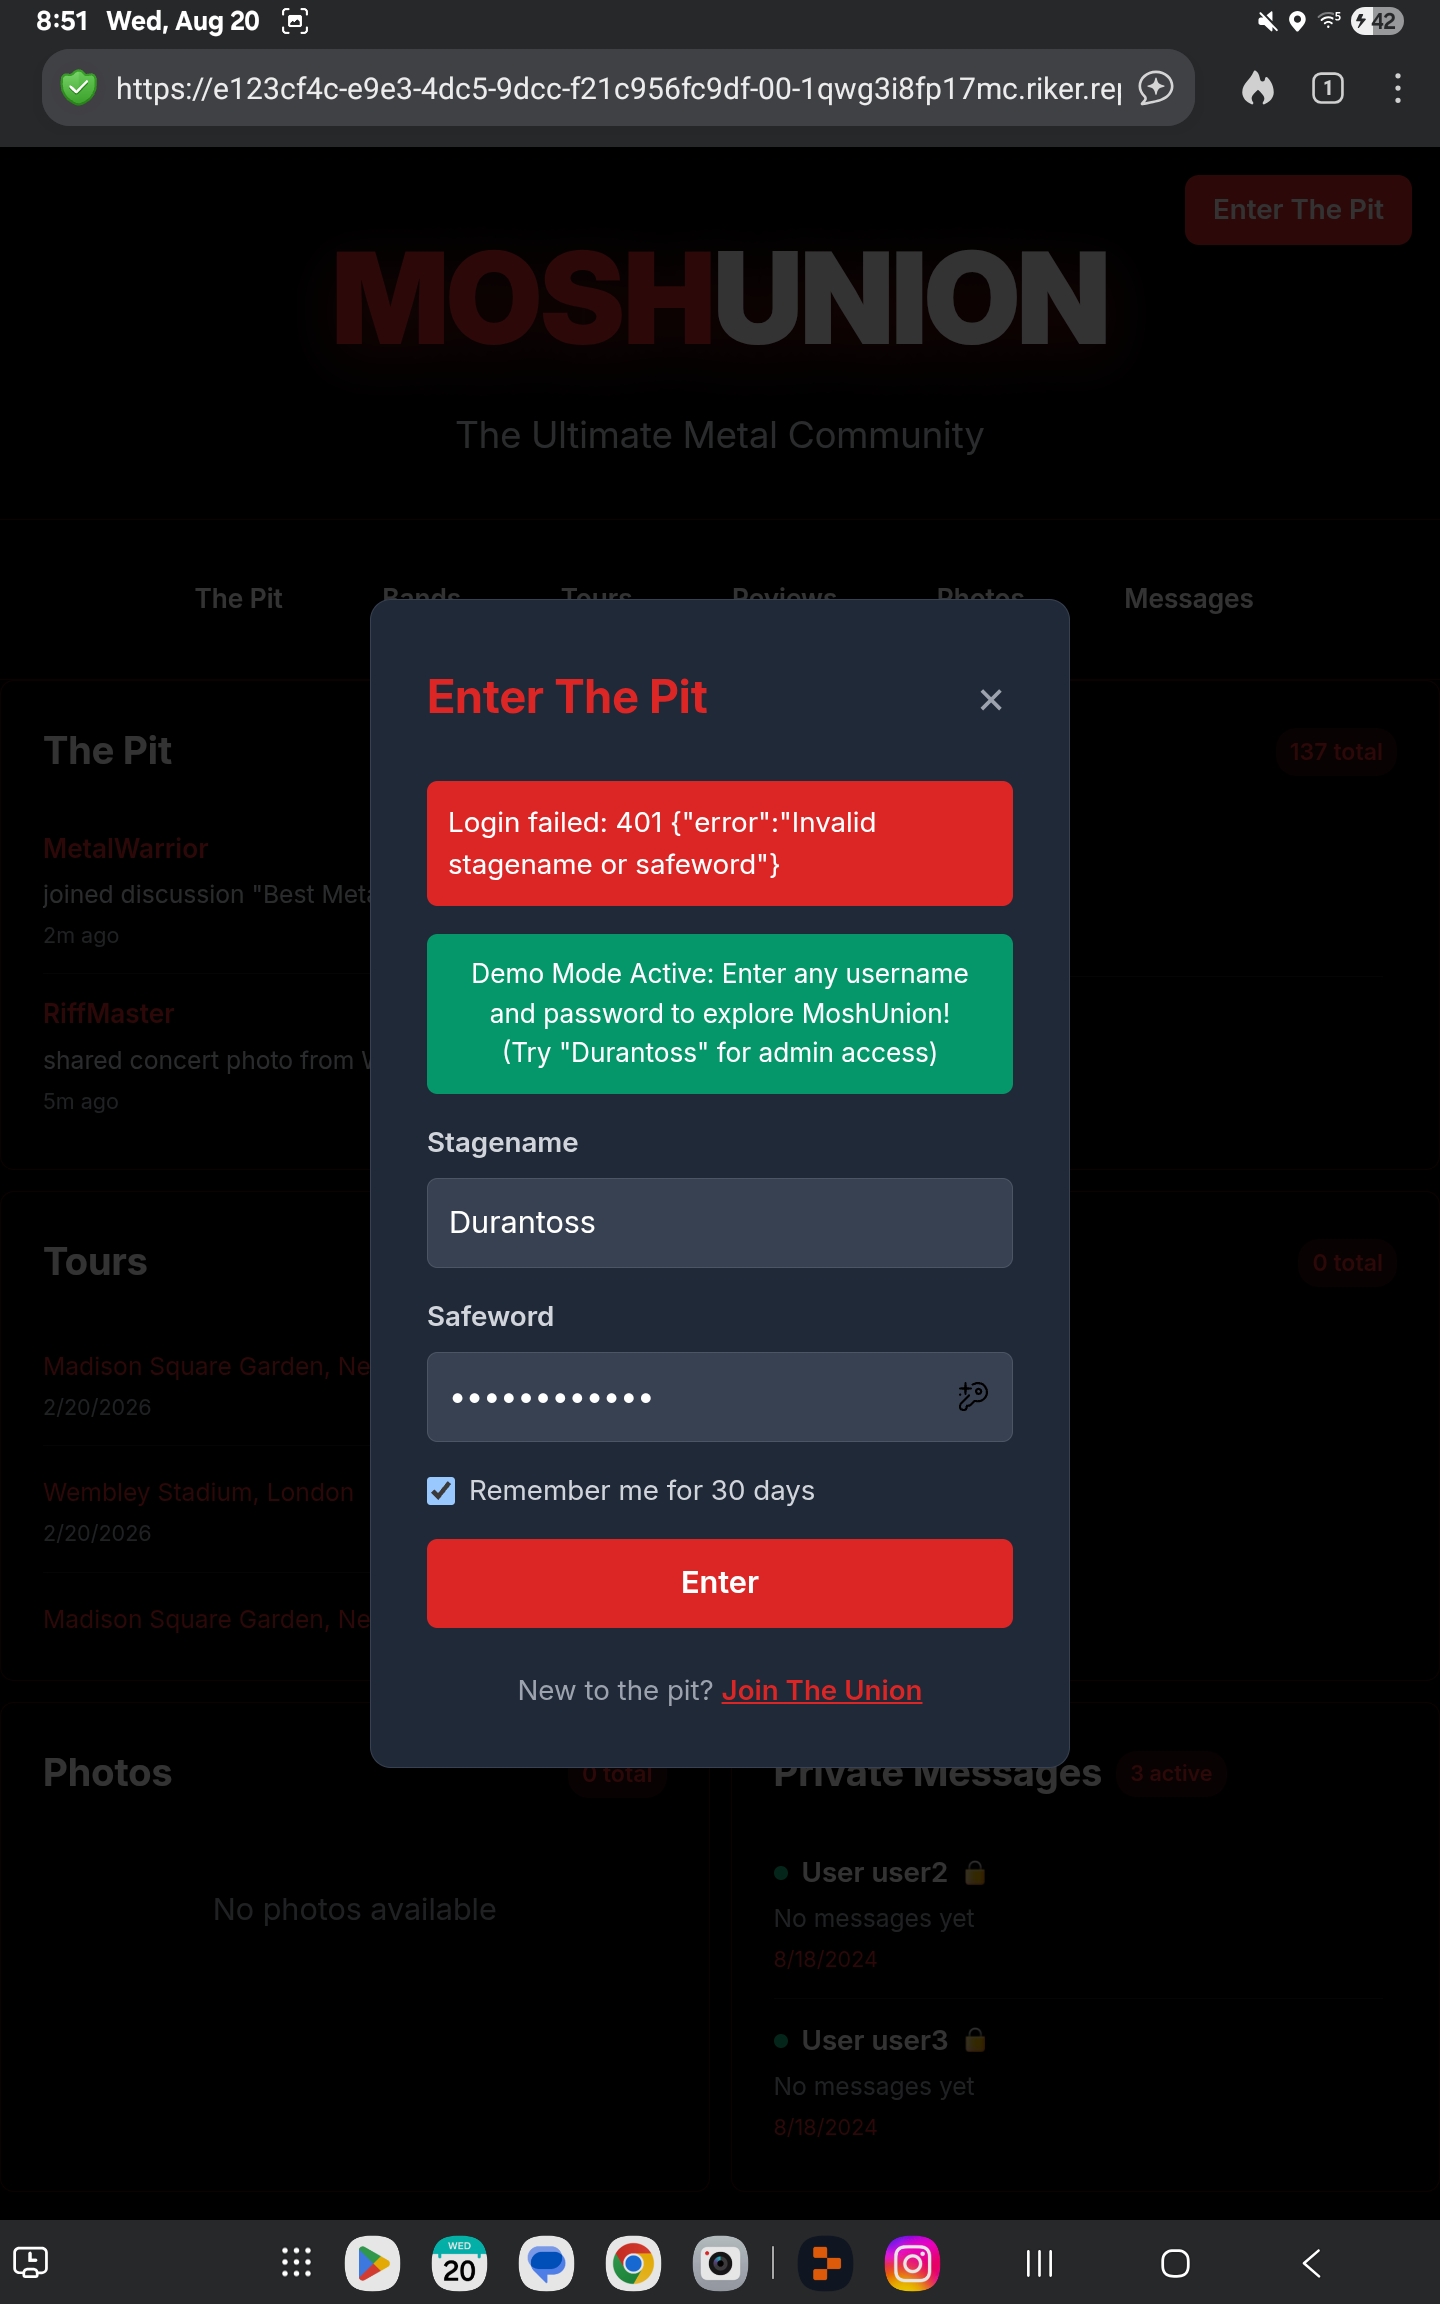 8:51 Wed, Aug 20
5 42
https://e123cf4c-e9e3-4dc5-9dcc-f21c956fc9df-00-1qwg3i8fp17mc.riker.rep
1
Enter The Pit
MOSHUNION
The Ultimate Metal Community
The Pit Bands Tours Reviews Photos Messages
Enter The Pit
Login failed: 401 {"error":"Invalid
stagename or safeword"}
Demo Mode Active: Enter any username
and password to explore MoshUnion!
(Try "Durantoss" for admin access)
Stagename
Durantoss
Safeword
Remember me for 30 days
Enter
New to the pit? Join The Union
The Pit
137 total
MetalWarrior
joined discussion "Best Meta
2m ago
RiffMaster
shared concert photo from W
5m ago
Tours
0 total
Madison Square Garden, Ne
2/20/2026
Wembley Stadium, London
2/20/2026
Madison Square Garden, Ne
Photos
0 total
No photos available
Private Messages 3 active
User user2
No messages yet
8/18/2024
User user3
No messages yet
8/18/2024
WED
20